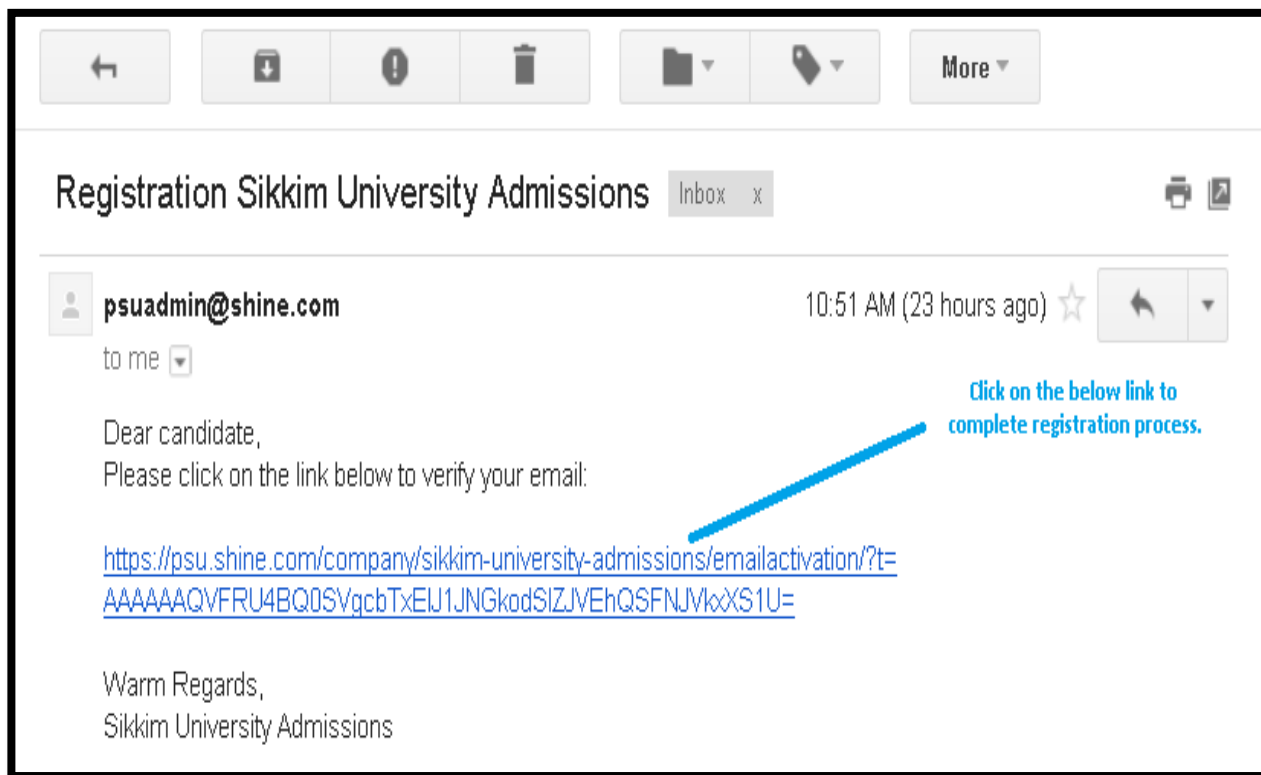 More
Registration Sikkim University Admissions Inbox x
psuadmin@shine.com 10:51 AM (23 hours ago)
to me
Click on the below link to
complete registration process.
Dear candidate,
Please click on the link below to verify your email:
https://psu.shine.com/company/sikkim-university-admissions/emailactivation/?t=
AAAAAAQVFRU4BQ0SVgcbTxElJ1JNGkodSlZJVEhQSFNJVkxXS1U=
Warm Regards,
Sikkim University Admissions